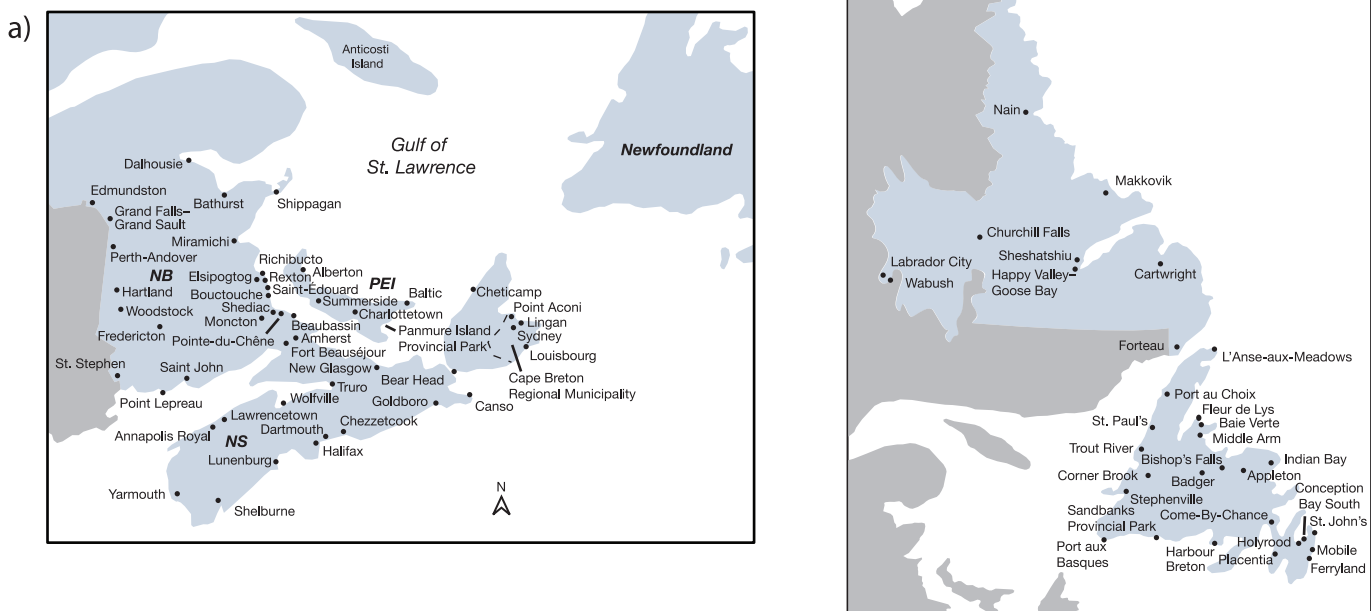 a)
Anticosti
Island
Gulf of
St. Lawrence
Newfoundland
Dalhousie
Edmundston
Bathurst
Shippagan
Grand Falls–
Grand Sault
Miramichi
Perth-Andover
Richibucto
NB
Elsipogtog
Rexton
Alberton
PEI
Saint-Édouard
Hartland
Bouctouche
Summerside
Baltic
Cheticamp
Woodstock
Shediac
Charlottetown
Point Aconi
Moncton
Beaubassin
Panmure Island
Provincial Park
Lingan
Fredericton
Pointe-du-Chêne
Amherst
Sydney
Fort Beauséjour
Louisbourg
St. Stephen
Saint John
New Glasgow
Bear Head
Cape Breton
Regional Municipality
Truro
Point Lepreau
Wolfville
Goldboro
Canso
Lawrencetown
Chezzetcook
Annapolis Royal
NS
Dartmouth
Halifax
Lunenburg
Yarmouth
Shelburne
N
Nain
Makkovik
Churchill Falls
Sheshatshiu
Labrador City
Happy Valley–
Goose Bay
Cartwright
Wabush
Forteau
L'Anse-aux-Meadows
Port au Choix
Fleur de Lys
St. Paul's
Baie Verte
Middle Arm
Trout River
Bishop's Falls
Indian Bay
Corner Brook
Badger
Appleton
Conception
Bay South
Stephenville
Sandbanks
Provincial Park
Come-By-Chance
St. John's
Port aux
Basques
Harbour
Breton
Holyrood
Placentia
Mobile
Ferryland